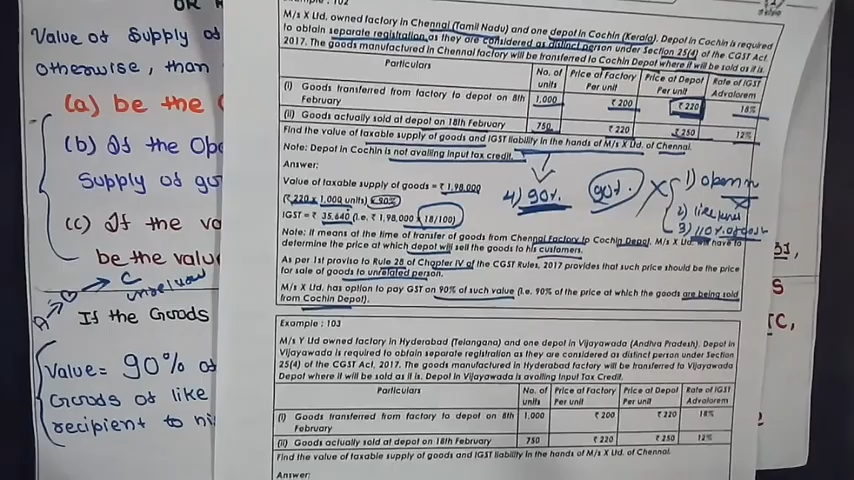 OR
Value of Supply of
otherwise, than
(a) be the
(b) If the Ope
Supply of go
(c) If the va
be the value
A → B → C
unrelated
If the Goods
Value = 90% of
Goods of like
recipient to hi
Example : 102
M/s X Ltd. owned factory in Chennai (Tamil Nadu) and one depot in Cochin (Kerala). Depot in Cochin is required
to obtain separate registration as they are considered as distinct person under Section 25(4) of the CGST Act,
2017. The goods manufactured in Chennai factory will be transferred to Cochin Depot where it will be sold as it is.
Particulars No. of units Price at Factory Per unit Price at Depot Per unit Rate of IGST Advalorem
(i) Goods transferred from factory to depot on 8th February 1,000 ₹ 200 ₹ 220 18%
(ii) Goods actually sold at depot on 18th February 750 ₹ 220 ₹ 250 12%
Find the value of taxable supply of goods and IGST liability in the hands of M/s X Ltd. of Chennai.
Note: Depot in Cochin is not availing input tax credit.
Answer:
Value of taxable supply of goods = ₹ 1,98,000
(₹ 220 x 1,000 units) x 90%
IGST = ₹ 35,640 (i.e. ₹ 1,98,000 x 18/100)
4) 90%
90%
1) open m
2) like kind
3) 110% of
Note: It means at the time of transfer of goods from Chennai Factory to Cochin Depot, M/s X Ltd. will have to
determine the price at which depot will sell the goods to his customers.
As per 1st proviso to Rule 28 of Chapter IV of the CGST Rules, 2017 provides that such price should be the price
for sale of goods to unrelated person.
M/s X Ltd. has option to pay GST on 90% of such value (i.e. 90% of the price at which the goods are being sold
from Cochin Depot).
Example : 103
M/s Y Ltd owned factory in Hyderabad (Telangana) and one depot in Vijayawada (Andhra Pradesh). Depot in
Vijayawada is required to obtain separate registration as they are considered as distinct person under Section
25(4) of the CGST Act, 2017. The goods manufactured in Hyderabad factory will be transferred to Vijayawada
Depot where it will be sold as it is. Depot in Vijayawada is availing Input Tax Credit.
Particulars No. of units Price at Factory Per unit Price at Depot Per unit Rate of IGST Advalorem
(i) Goods transferred from factory to depot on 8th February 1,000 ₹ 200 ₹ 220 18%
(ii) Goods actually sold at depot on 18th February 750 ₹ 220 ₹ 250 12%
Find the value of taxable supply of goods and IGST liability in the hands of M/s X Ltd. of Chennai.
Answer: